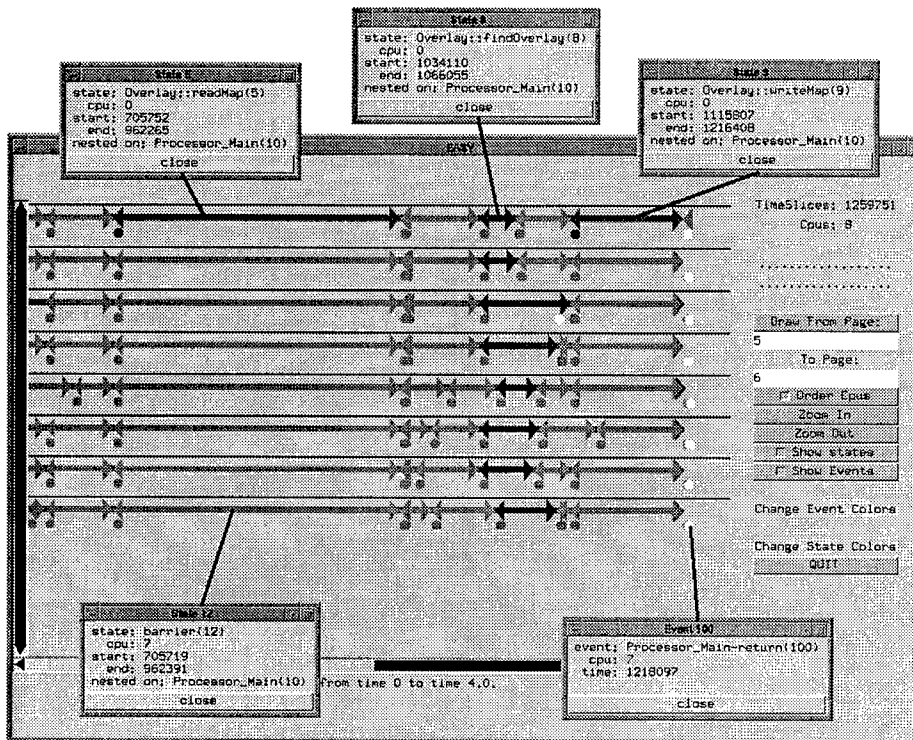 State 8
state: Overlay::findOverlay(8)
cpu: 0
start: 1034110
end: 1066055
nested on: Processor_Main(10)
close
State 5
state: Overlay::readMap(5)
cpu: 0
start: 705752
end: 962265
nested on: Processor_Main(10)
close
State 9
state: Overlay::writeMap(9)
cpu: 0
start: 1115807
end: 1216408
nested on: Processor_Main(10)
close
EASY
TimeSlices: 1259751
Cpus: 8
Draw From Page:
5
To Page:
6
Order Cpus
Zoom In
Zoom Out
Show states
Show Events
Change Event Colors
Change State Colors
QUIT
State 12
state: barrier(12)
cpu: 7
start: 705719
end: 962391
nested on: Processor_Main(10)
close
from time 0 to time 4.0.
Event 100
event: Processor_Main-return(100)
cpu: 7
time: 1218097
close